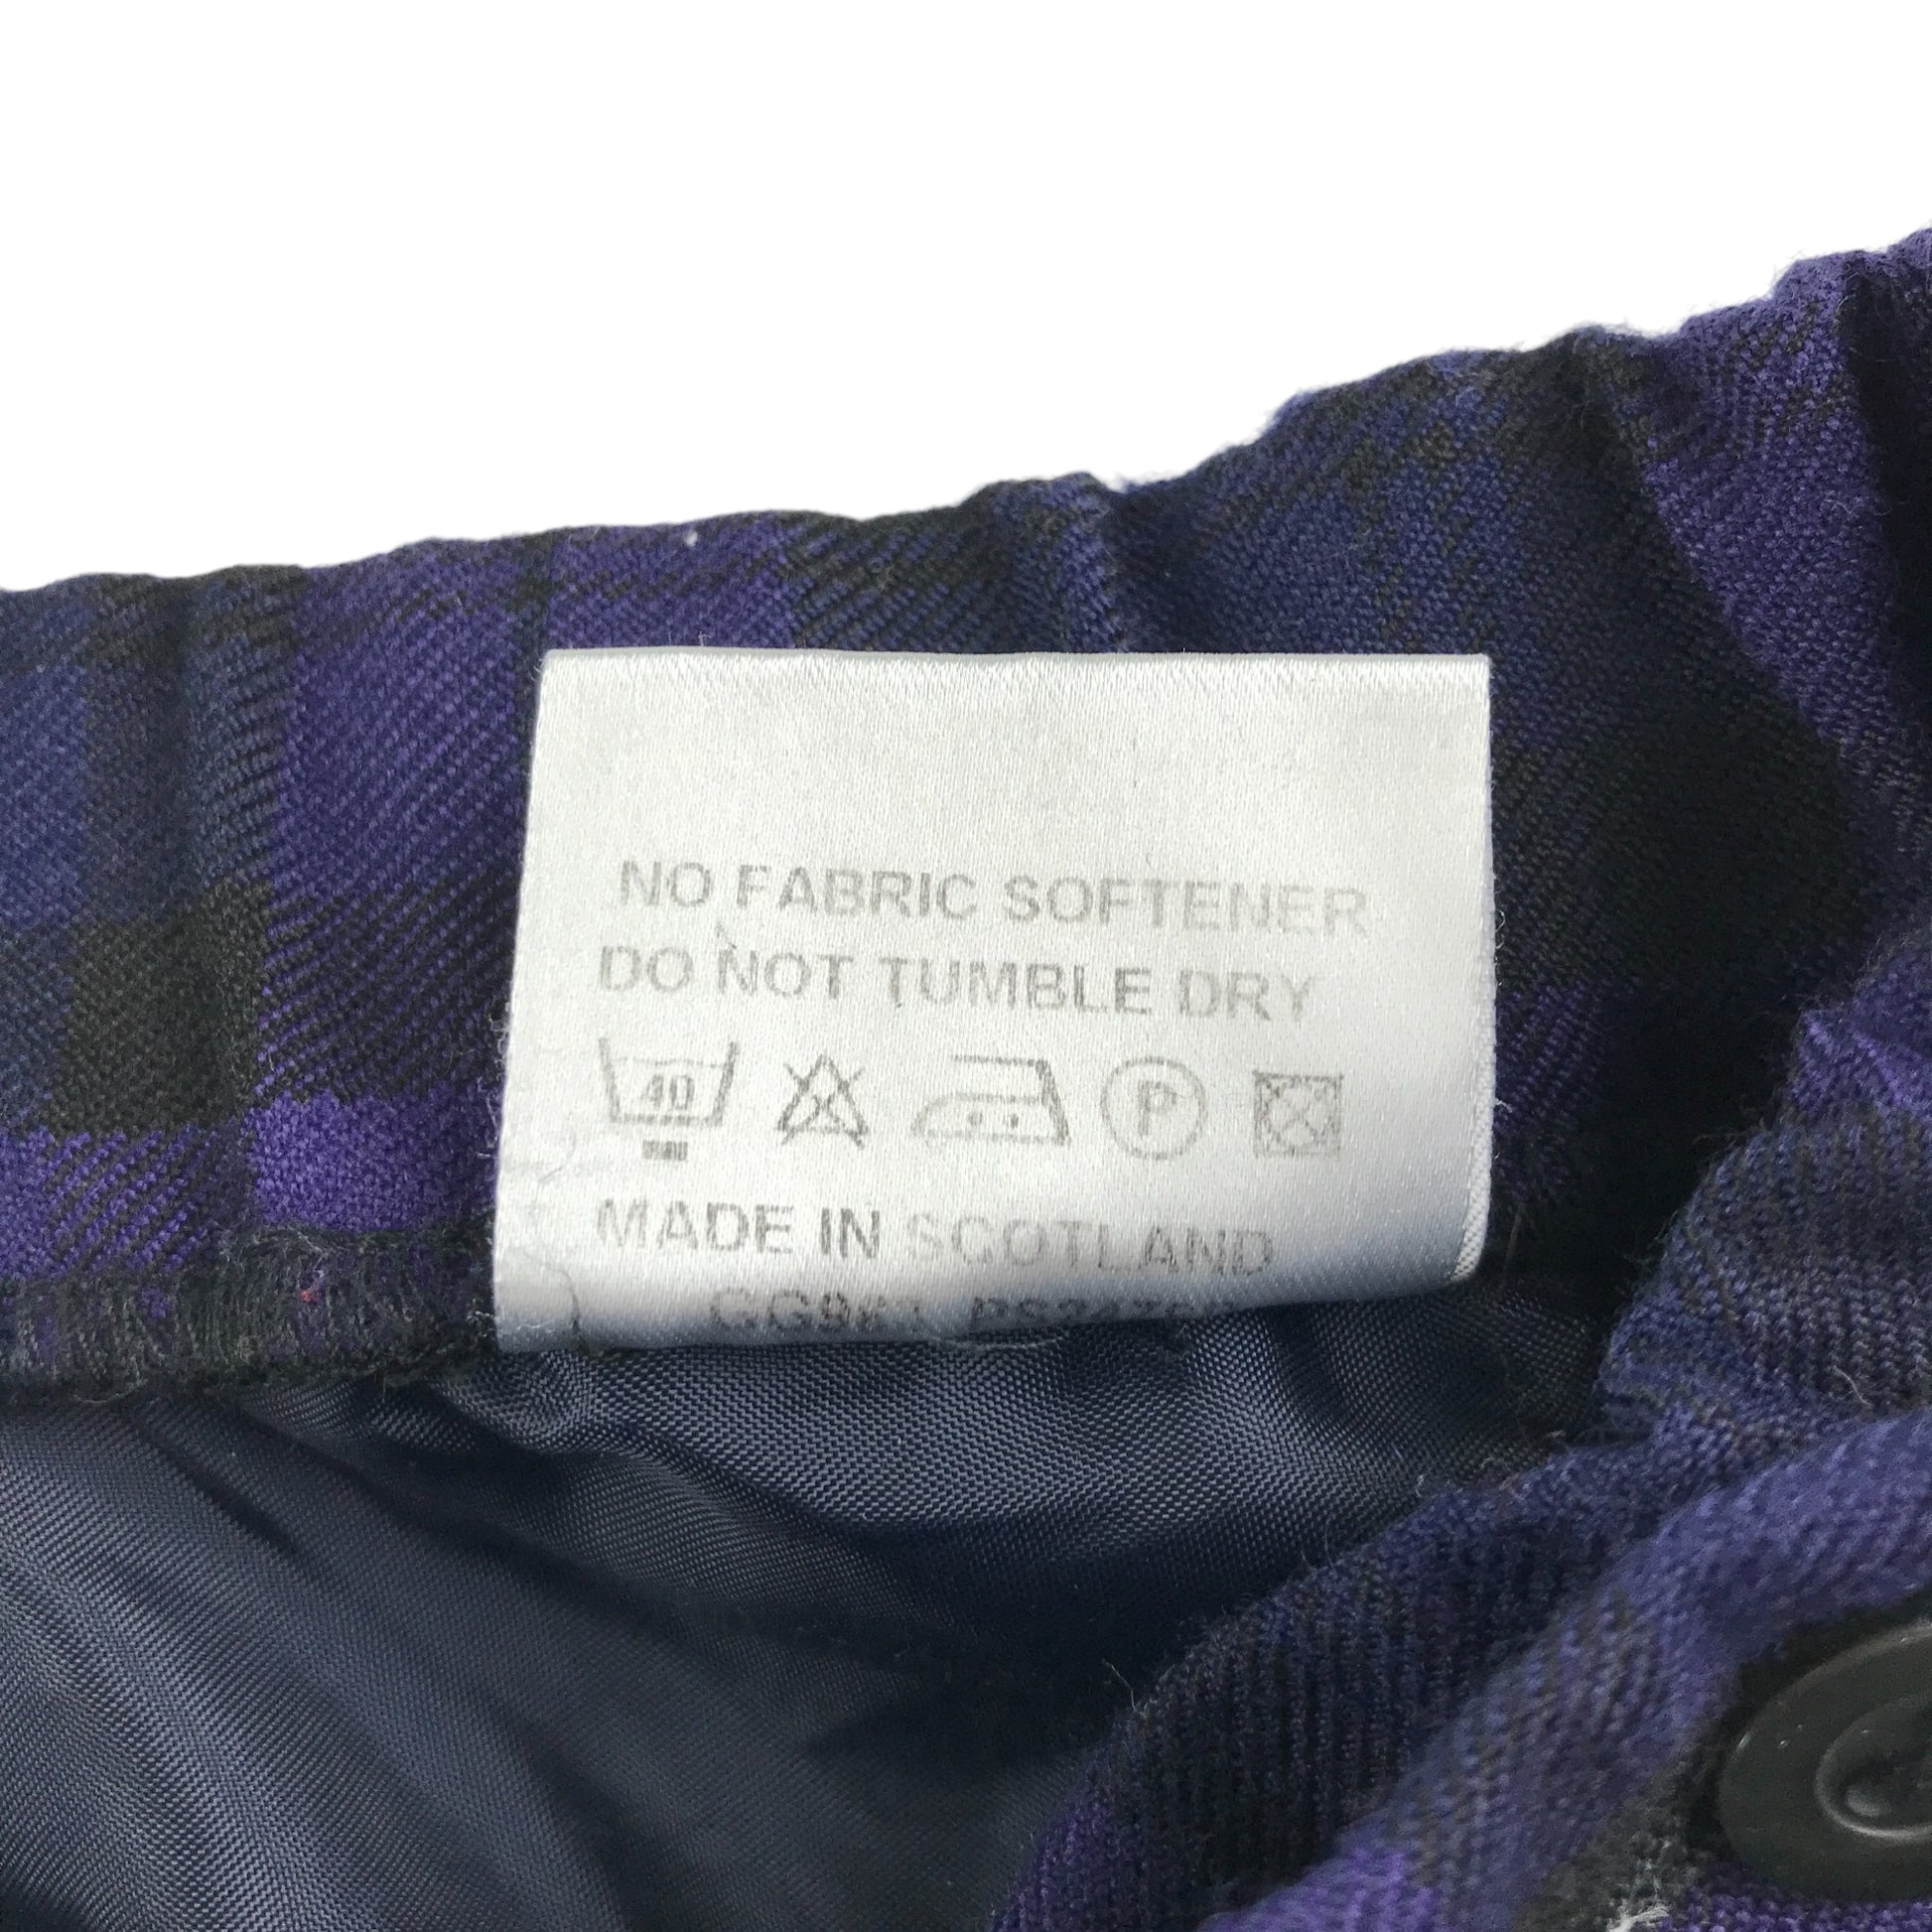 NO FABRIC SOFTENER
DO NOT TUMBLE DRY
40 P
MADE IN SCOTLAND